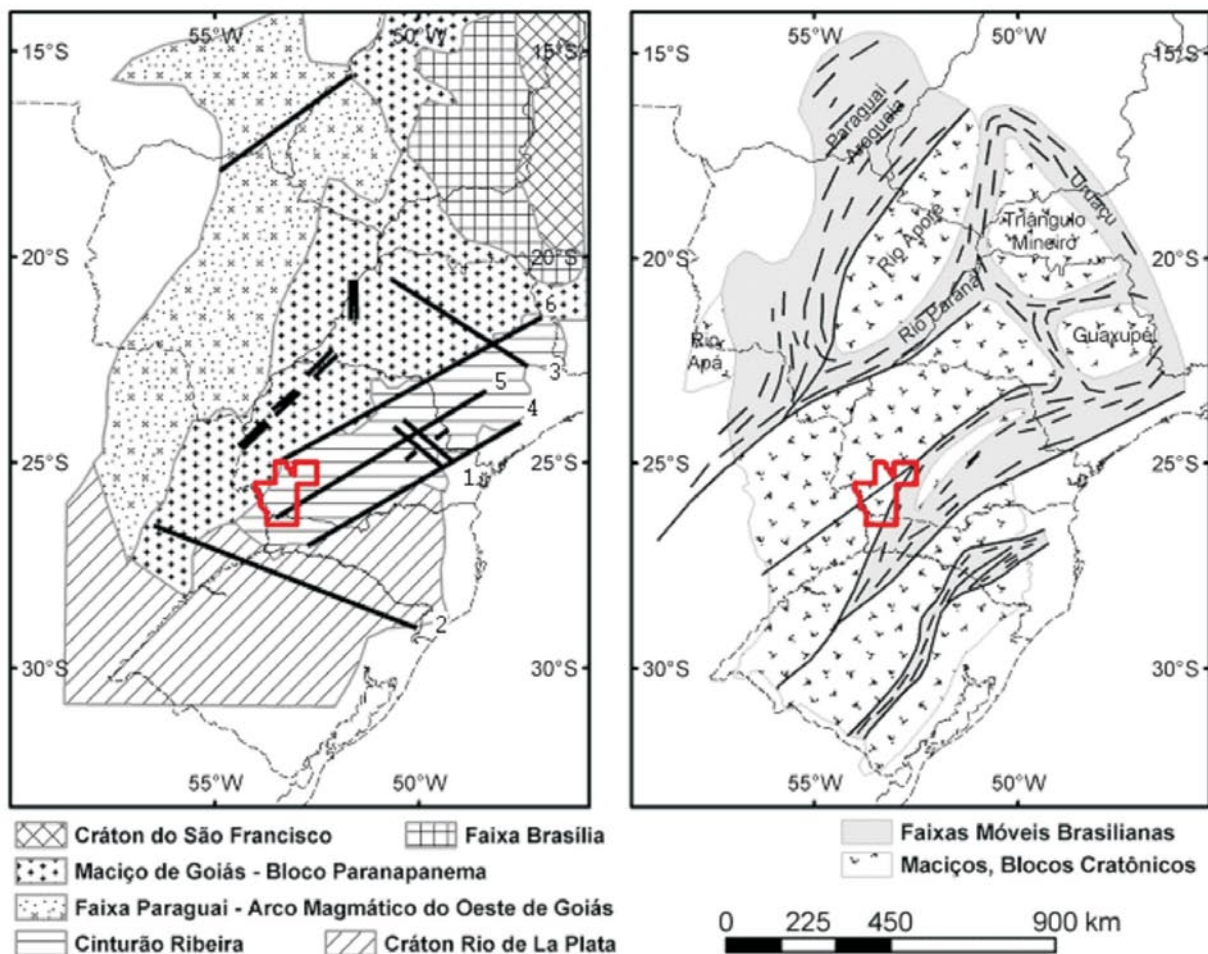 55°W
50°W
15°S
15°S
20°S
20°S
6
3
5
4
25°S
1
25°S
2
30°S
30°S
55°W
50°W
Cráton do São Francisco
Faixa Brasília
Maciço de Goiás - Bloco Paranapanema
Faixa Paraguai - Arco Magmático do Oeste de Goiás
Cinturão Ribeira
Cráton Rio de La Plata
55°W
50°W
15°S
15°S
Paraguai
Araguaia
Uruaçu
Rio Aporé
Triângulo
Mineiro
20°S
20°S
Rio Paraná
Guaxupé
Rio
Apá
25°S
25°S
30°S
30°S
55°W
50°W
Faixas Móveis Brasilianas
Maciços, Blocos Cratônicos
0
225
450
900 km